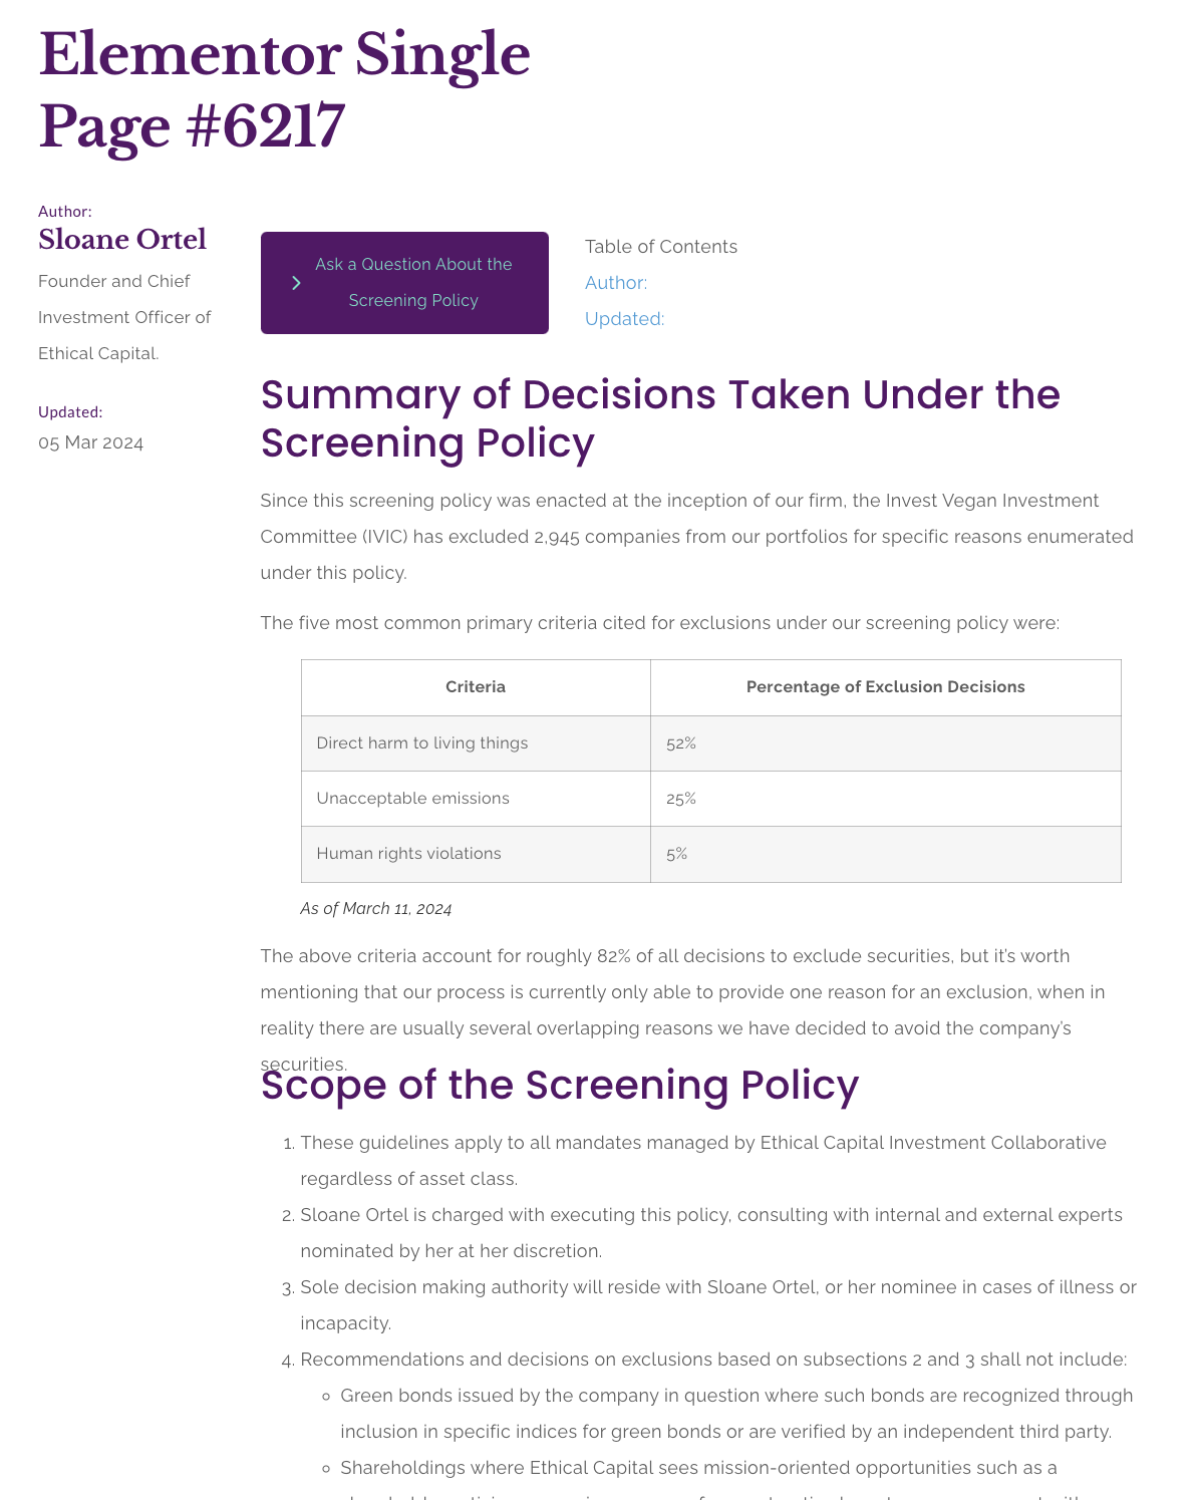 Elementor Single
Page #6217
Author:
Sloane Ortel
Founder and Chief
Investment Officer of
Ethical Capital.
Updated:
05 Mar 2024
Ask a Question About the
Screening Policy
Table of Contents
Author:
Updated:
Summary of Decisions Taken Under the
Screening Policy
Since this screening policy was enacted at the inception of our firm, the Invest Vegan Investment
Committee (IVIC) has excluded 2,945 companies from our portfolios for specific reasons enumerated
under this policy.
The five most common primary criteria cited for exclusions under our screening policy were:
Criteria Percentage of Exclusion Decisions
Direct harm to living things 52%
Unacceptable emissions 25%
Human rights violations 5%
As of March 11, 2024
The above criteria account for roughly 82% of all decisions to exclude securities, but it's worth
mentioning that our process is currently only able to provide one reason for an exclusion, when in
reality there are usually several overlapping reasons we have decided to avoid the company's
securities.
Scope of the Screening Policy
1. These guidelines apply to all mandates managed by Ethical Capital Investment Collaborative
regardless of asset class.
2. Sloane Ortel is charged with executing this policy, consulting with internal and external experts
nominated by her at her discretion.
3. Sole decision making authority will reside with Sloane Ortel, or her nominee in cases of illness or
incapacity.
4. Recommendations and decisions on exclusions based on subsections 2 and 3 shall not include:
◦ Green bonds issued by the company in question where such bonds are recognized through
inclusion in specific indices for green bonds or are verified by an independent third party.
◦ Shareholdings where Ethical Capital sees mission-oriented opportunities such as a